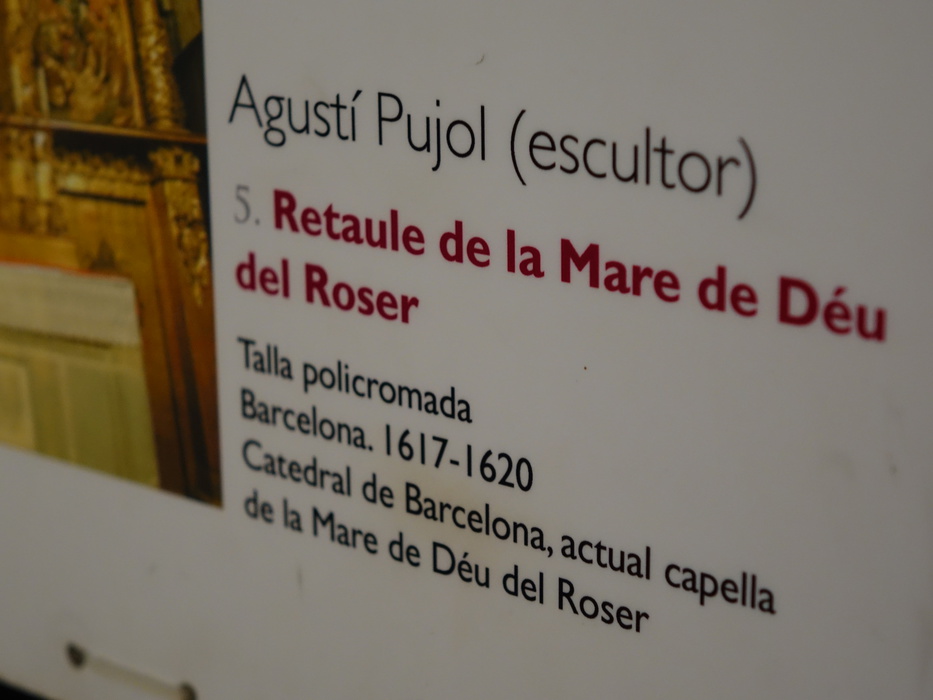 Agustí Pujol (escultor)
5. Retaule de la Mare de Déu
del Roser
Talla policromada
Barcelona. 1617-1620
Catedral de Barcelona, actual capella
de la Mare de Déu del Roser